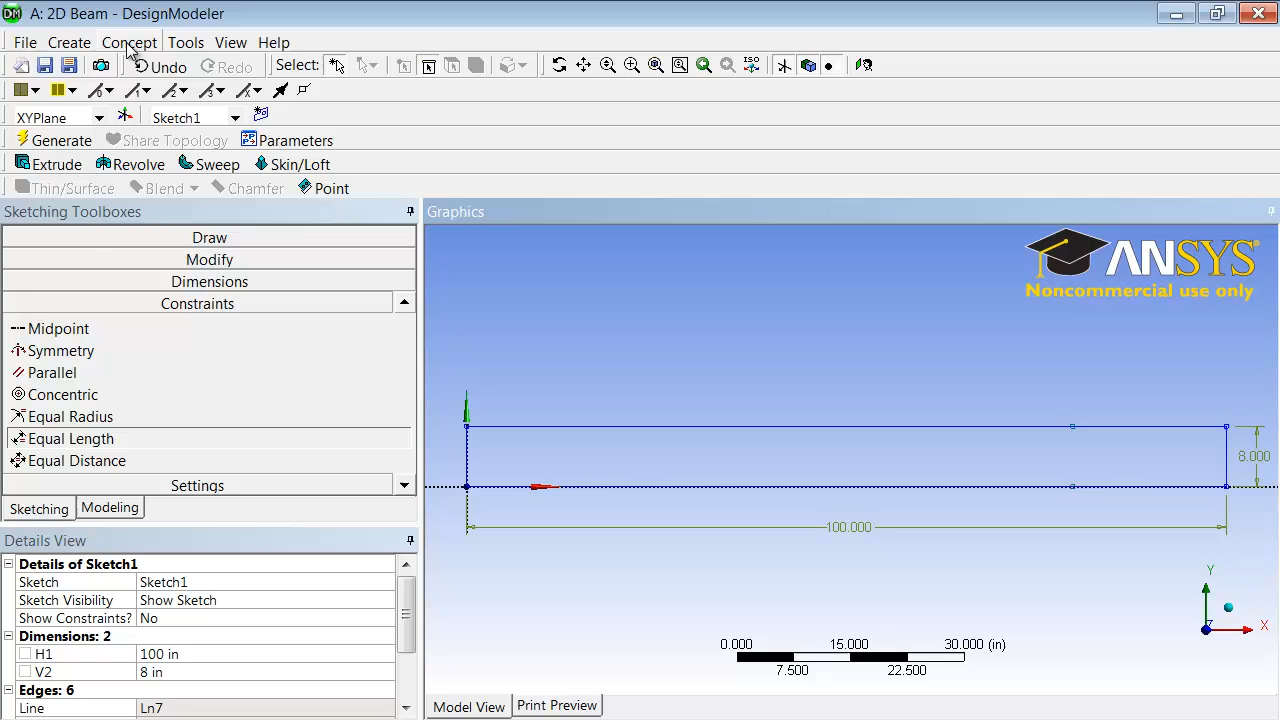 A: 2D Beam - DesignModeler
File Create Concept Tools View Help
Undo Redo Select:
XYPlane Sketch1
Generate Share Topology Parameters
Extrude Revolve Sweep Skin/Loft
Thin/Surface Blend Chamfer Point
Sketching Toolboxes
Draw
Modify
Dimensions
Constraints
Midpoint
Symmetry
Parallel
Concentric
Equal Radius
Equal Length
Equal Distance
Settings
Sketching Modeling
Details View
Details of Sketch1
Sketch Sketch1
Sketch Visibility Show Sketch
Show Constraints? No
Dimensions: 2
H1 100 in
V2 8 in
Edges: 6
Line Ln7
Graphics
ANSYS
Noncommercial use only
8.000
100.000
Y
X
Z
0.000 15.000 30.000 (in)
7.500 22.500
Model View Print Preview